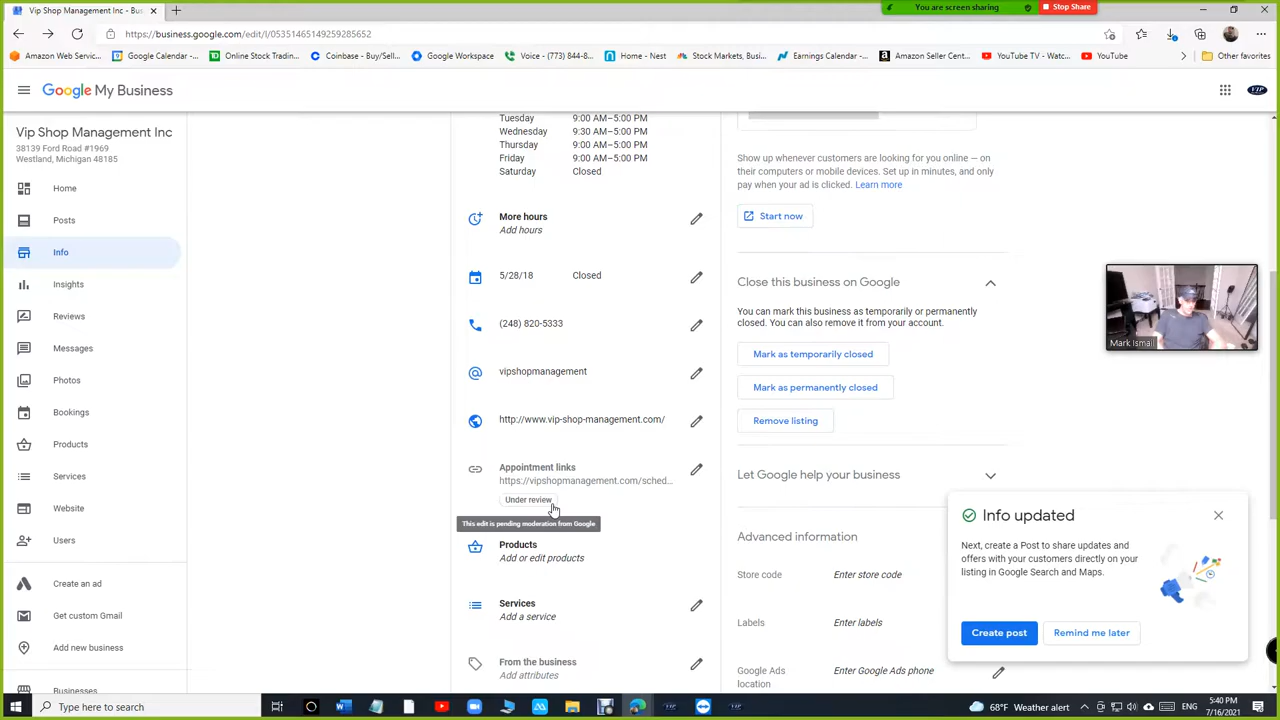 Vip Shop Management Inc - Bus
You are screen sharing
Stop Share
https://business.google.com/edit/l/05351465149259285652
Amazon Web Servic...
Google Calendar -...
Online Stock Tradin...
Coinbase - Buy/Sell...
Google Workspace
Voice - (773) 844-8...
Home - Nest
Stock Markets, Busi...
Earnings Calendar -...
Amazon Seller Cent...
YouTube TV - Watc...
YouTube
Other favorites
Google My Business
VIP
Vip Shop Management Inc
38139 Ford Road #1969
Westland, Michigan 48185
Home
Posts
Info
Insights
Reviews
Messages
Photos
Bookings
Products
Services
Website
Users
Create an ad
Get custom Gmail
Add new business
Businesses
Tuesday 9:00 AM–5:00 PM
Wednesday 9:30 AM–5:00 PM
Thursday 9:00 AM–5:00 PM
Friday 9:00 AM–5:00 PM
Saturday Closed
More hours
Add hours
5/28/18 Closed
(248) 820-5333
vipshopmanagement
http://www.vip-shop-management.com/
Appointment links
https://vipshopmanagement.com/sched...
Under review
This edit is pending moderation from Google
Products
Add or edit products
Services
Add a service
From the business
Add attributes
Show up whenever customers are looking for you online – on
their computers or mobile devices. Set up in minutes, and only
pay when your ad is clicked. Learn more
Start now
Close this business on Google
You can mark this business as temporarily or permanently
closed. You can also remove it from your account.
Mark as temporarily closed
Mark as permanently closed
Remove listing
Let Google help your business
Advanced information
Store code Enter store code
Labels Enter labels
Google Ads Enter Google Ads phone
location
Mark Ismail
Info updated
Next, create a Post to share updates and
offers with your customers directly on your
listing in Google Search and Maps.
Create post
Remind me later
Type here to search
68°F Weather alert
5:40 PM
7/16/2021